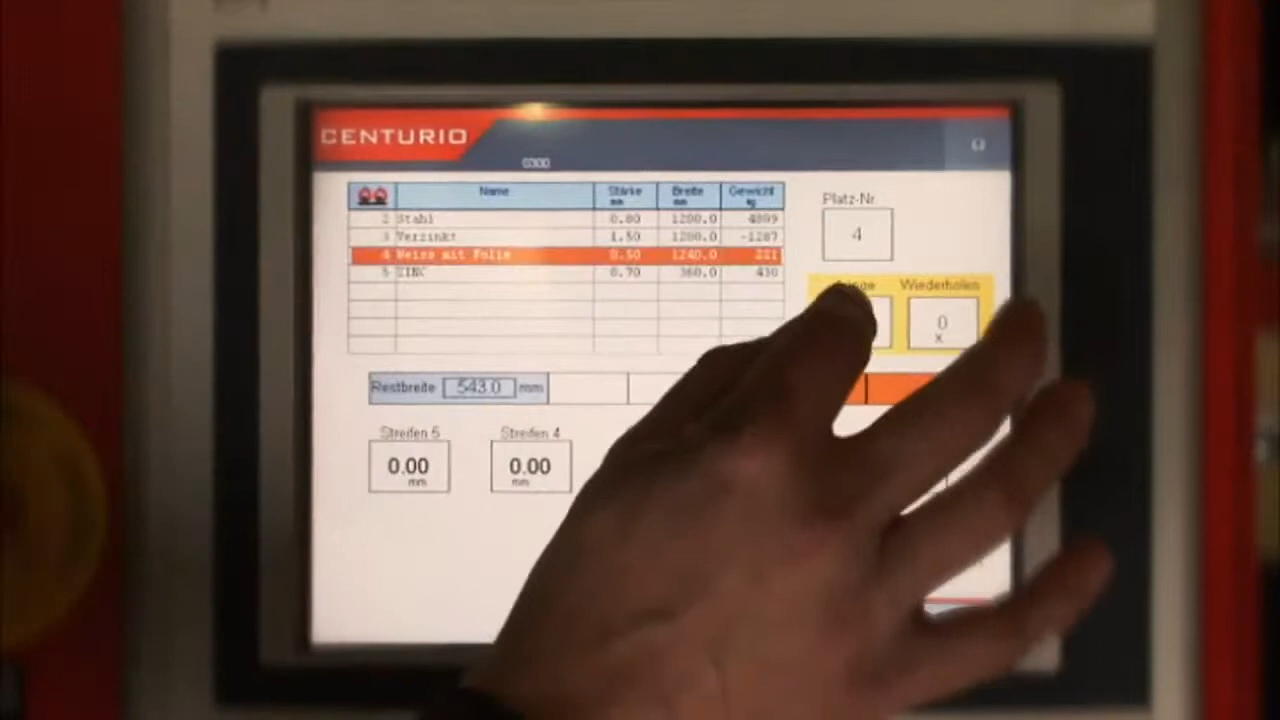 CENTURIO
0300
Name Stärke mm Breite mm Gewicht kg
2 Stahl 0.80 1200.0 4809
3 Verzinkt 1.50 1200.0 -1287
4 Weiss mit Folie 0.50 1240.0 221
5 ZINC 0.70 360.0 430
Platz-Nr.
4
Wiederholen
0
x
Restbreite 543.0 mm
Streifen 5 Streifen 4
0.00 0.00
mm mm